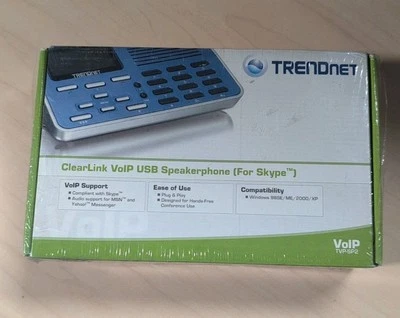 TRENDNET
TRENDNET
ClearLink VoIP USB Speakerphone (For Skype™)
VoIP Support
Compliant with Skype™
Audio support for MSN™ and
Yahoo!™ Messenger
Ease of Use
Plug & Play
Designed for Hands-Free
Conference Use
Compatibility
Windows 98SE/ME/2000/XP
VoIP
TVP-SP2